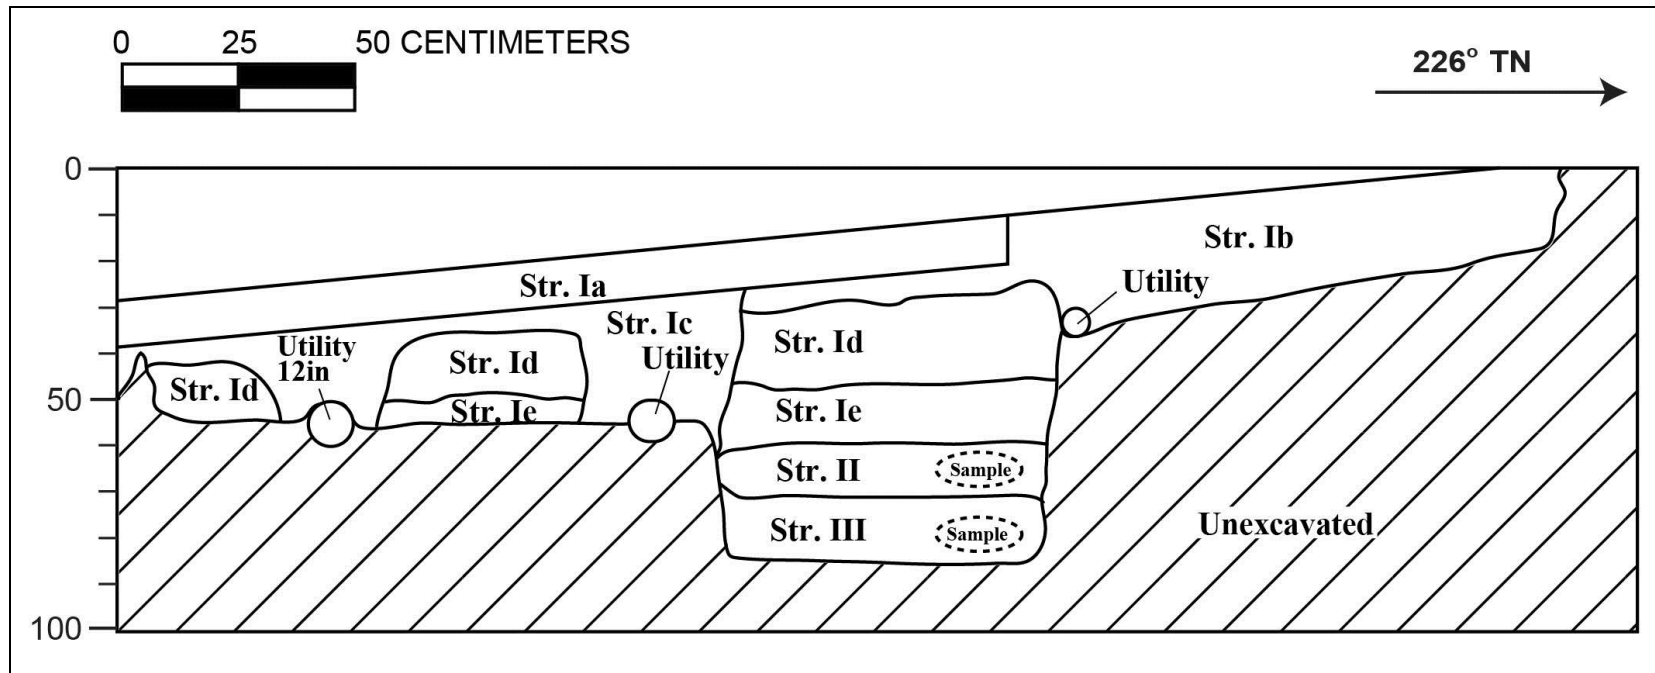 0 25 50 CENTIMETERS
226° TN
0
50
100
Str. Ia
Str. Ib
Utility
Str. Ic
Utility
12in
Utility
Str. Id
Str. Id
Str. Id
Str. Ie
Str. Ie
Str. II
Sample
Str. III
Sample
Unexcavated